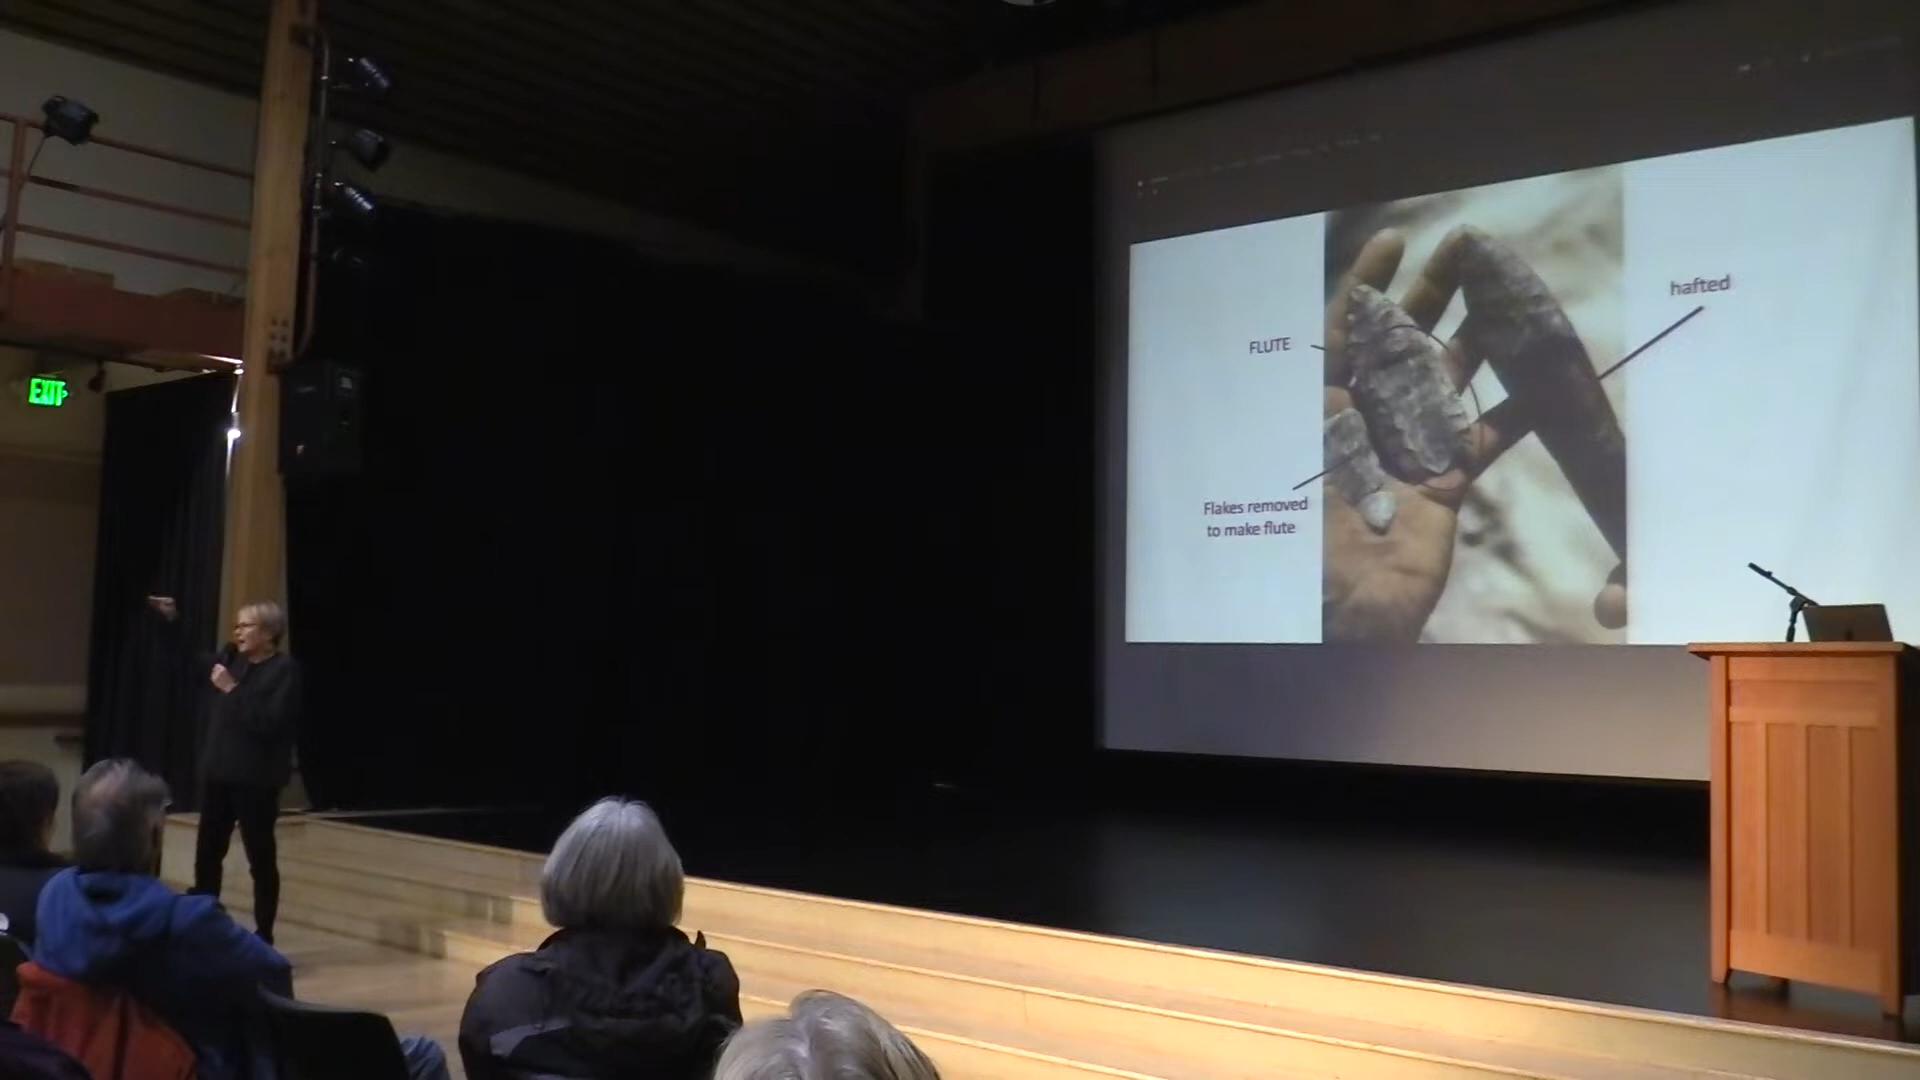 EXIT
FLUTE
hafted
Flakes removed
to make flute